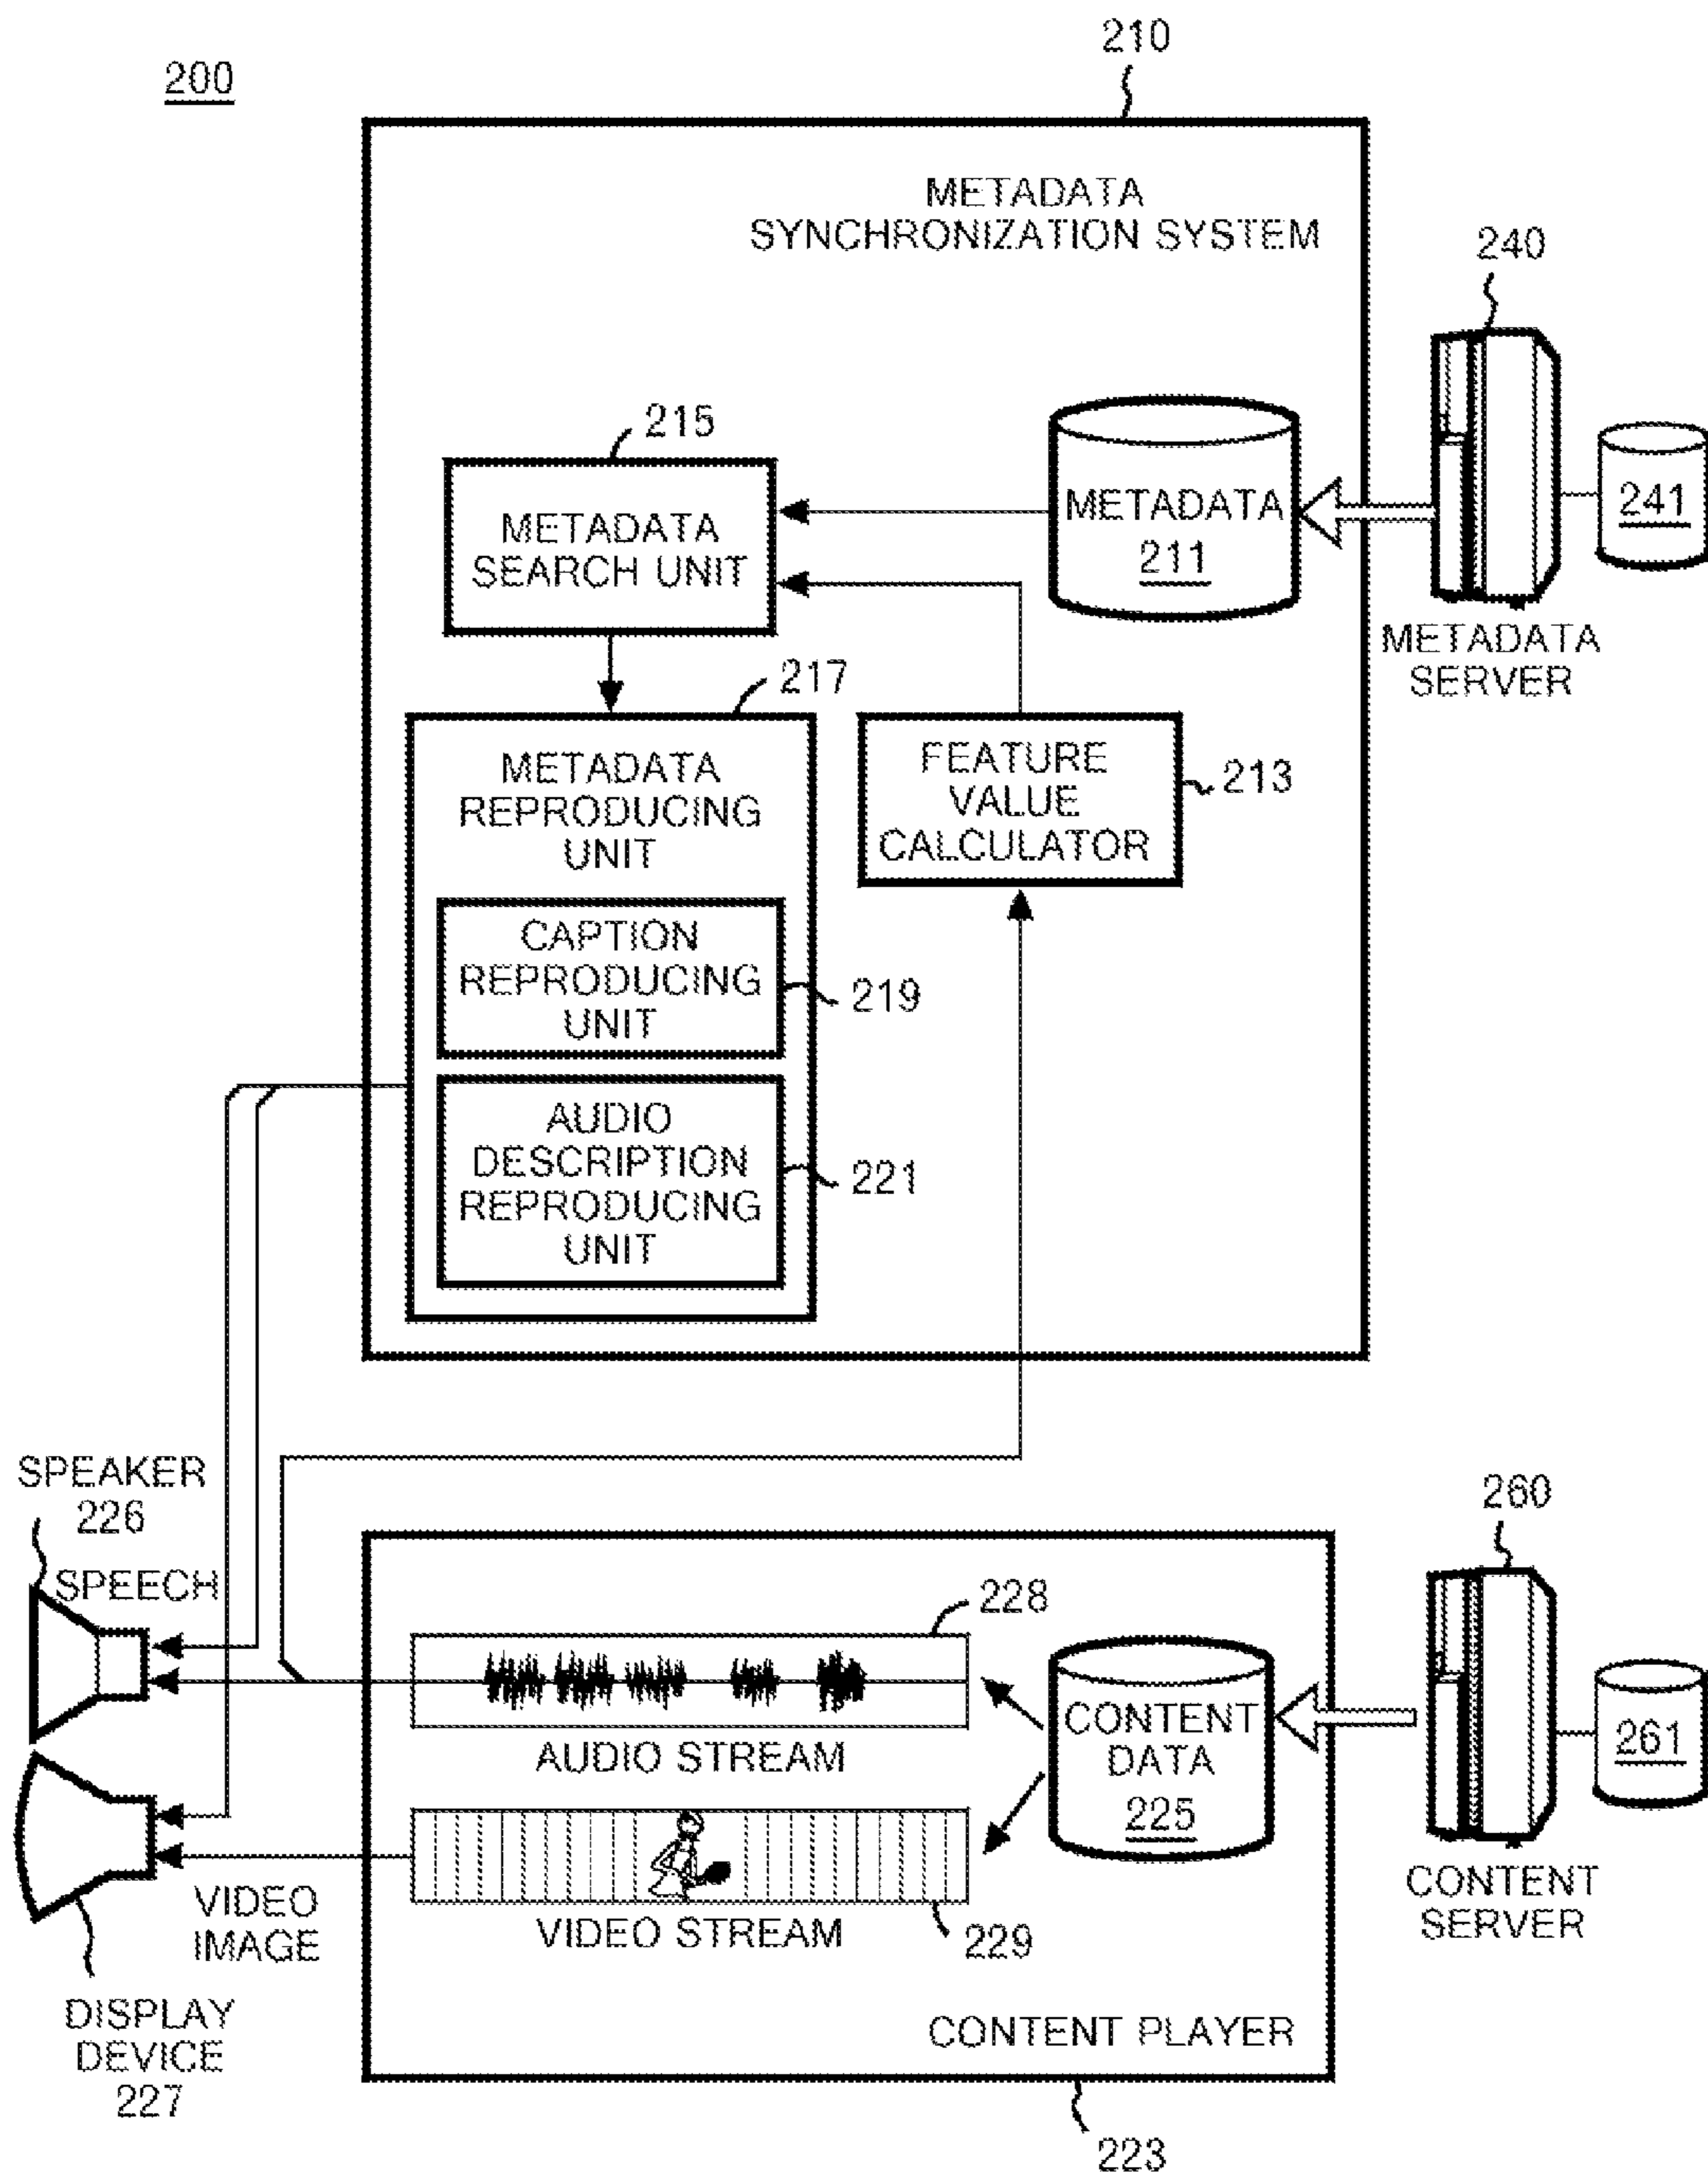 200
210
METADATA
SYNCHRONIZATION SYSTEM
240
215
METADATA
SEARCH UNIT
METADATA
211
241
METADATA
SERVER
217
METADATA
REPRODUCING
UNIT
FEATURE
VALUE
CALCULATOR
213
CAPTION
REPRODUCING
UNIT
219
AUDIO
DESCRIPTION
REPRODUCING
UNIT
221
SPEAKER
226
SPEECH
260
228
AUDIO STREAM
CONTENT
DATA
225
261
VIDEO
IMAGE
VIDEO STREAM
229
CONTENT
SERVER
DISPLAY
DEVICE
227
CONTENT PLAYER
223